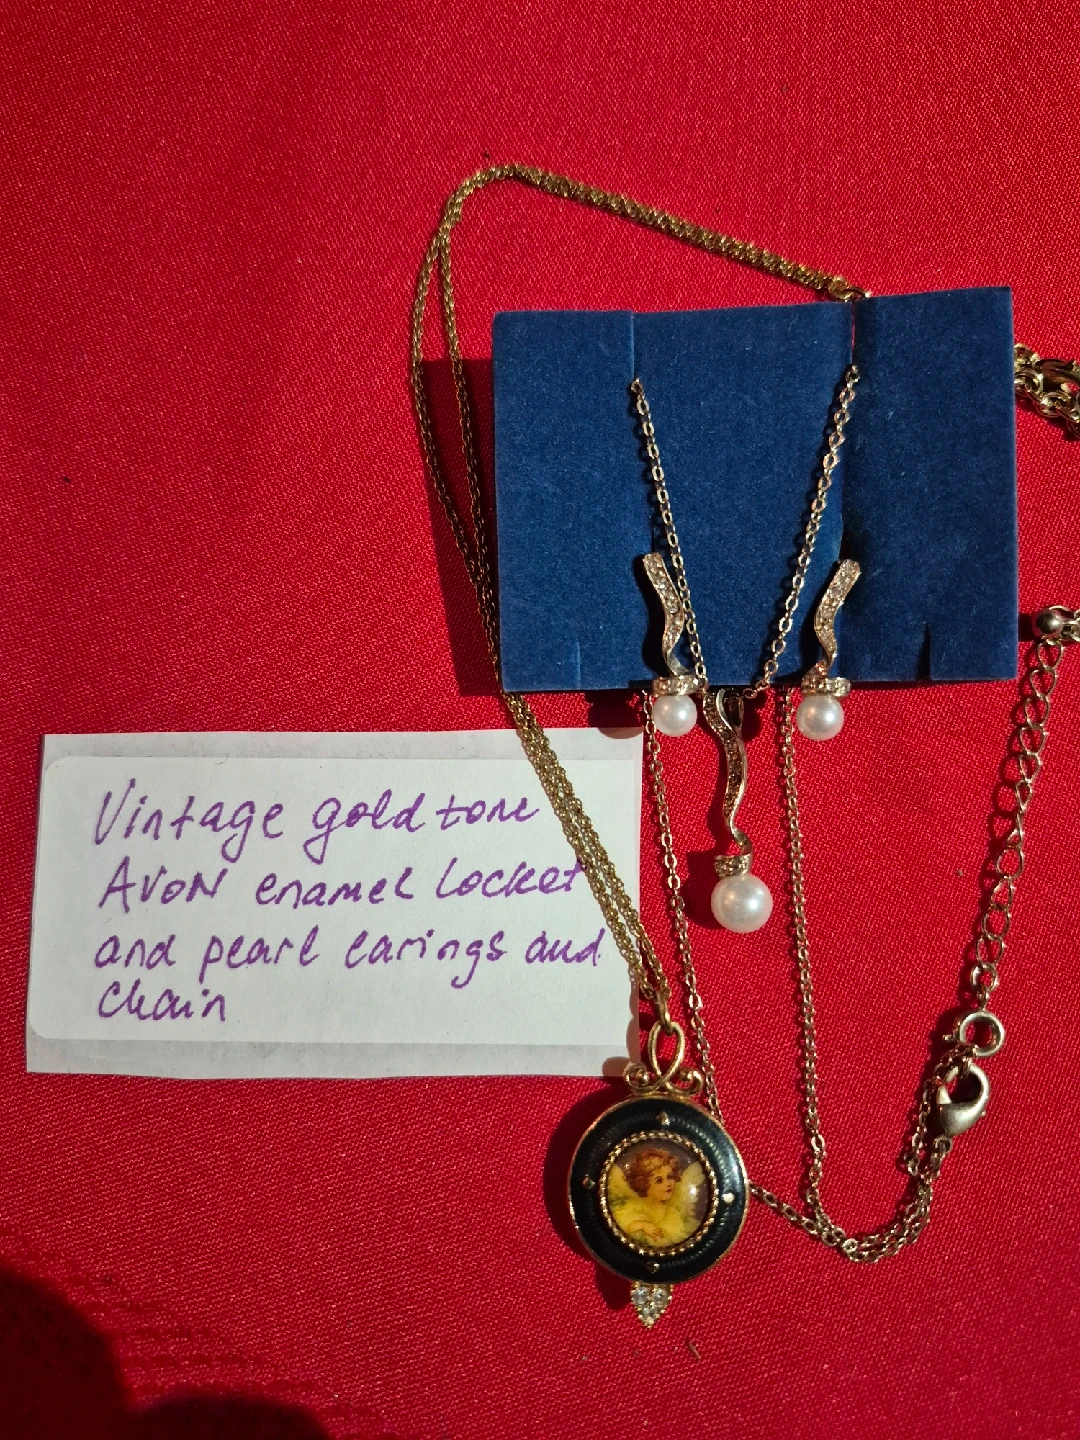 Vintage gold tone
AVON enamel locket
and pearl earings and
chain